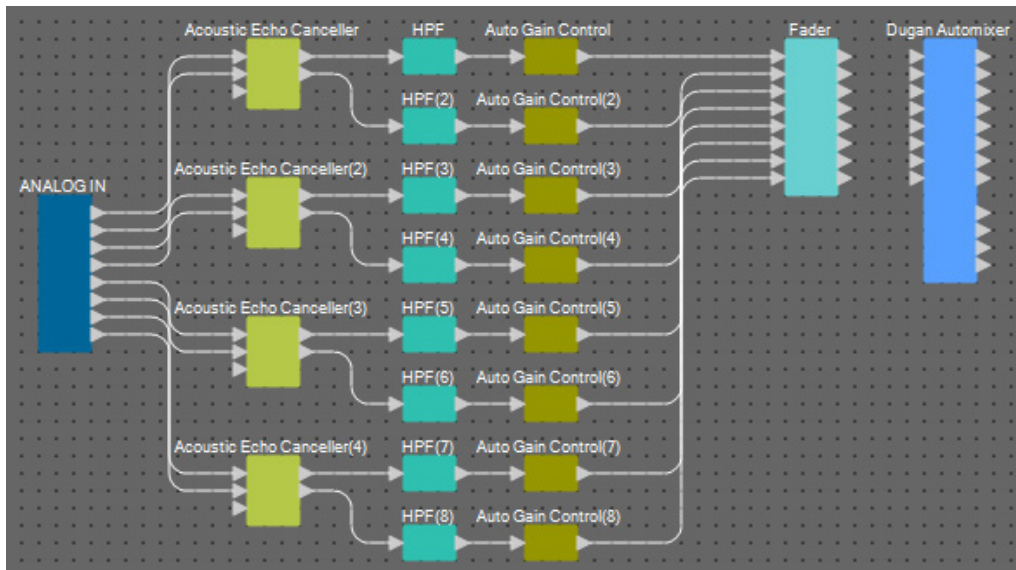 Acoustic Echo Canceller HPF Auto Gain Control Fader Dugan Automixer
HPF(2) Auto Gain Control(2)
Acoustic Echo Canceller(2) HPF(3) Auto Gain Control(3)
ANALOG IN
HPF(4) Auto Gain Control(4)
Acoustic Echo Canceller(3) HPF(5) Auto Gain Control(5)
HPF(6) Auto Gain Control(6)
Acoustic Echo Canceller(4) HPF(7) Auto Gain Control(7)
HPF(8) Auto Gain Control(8)